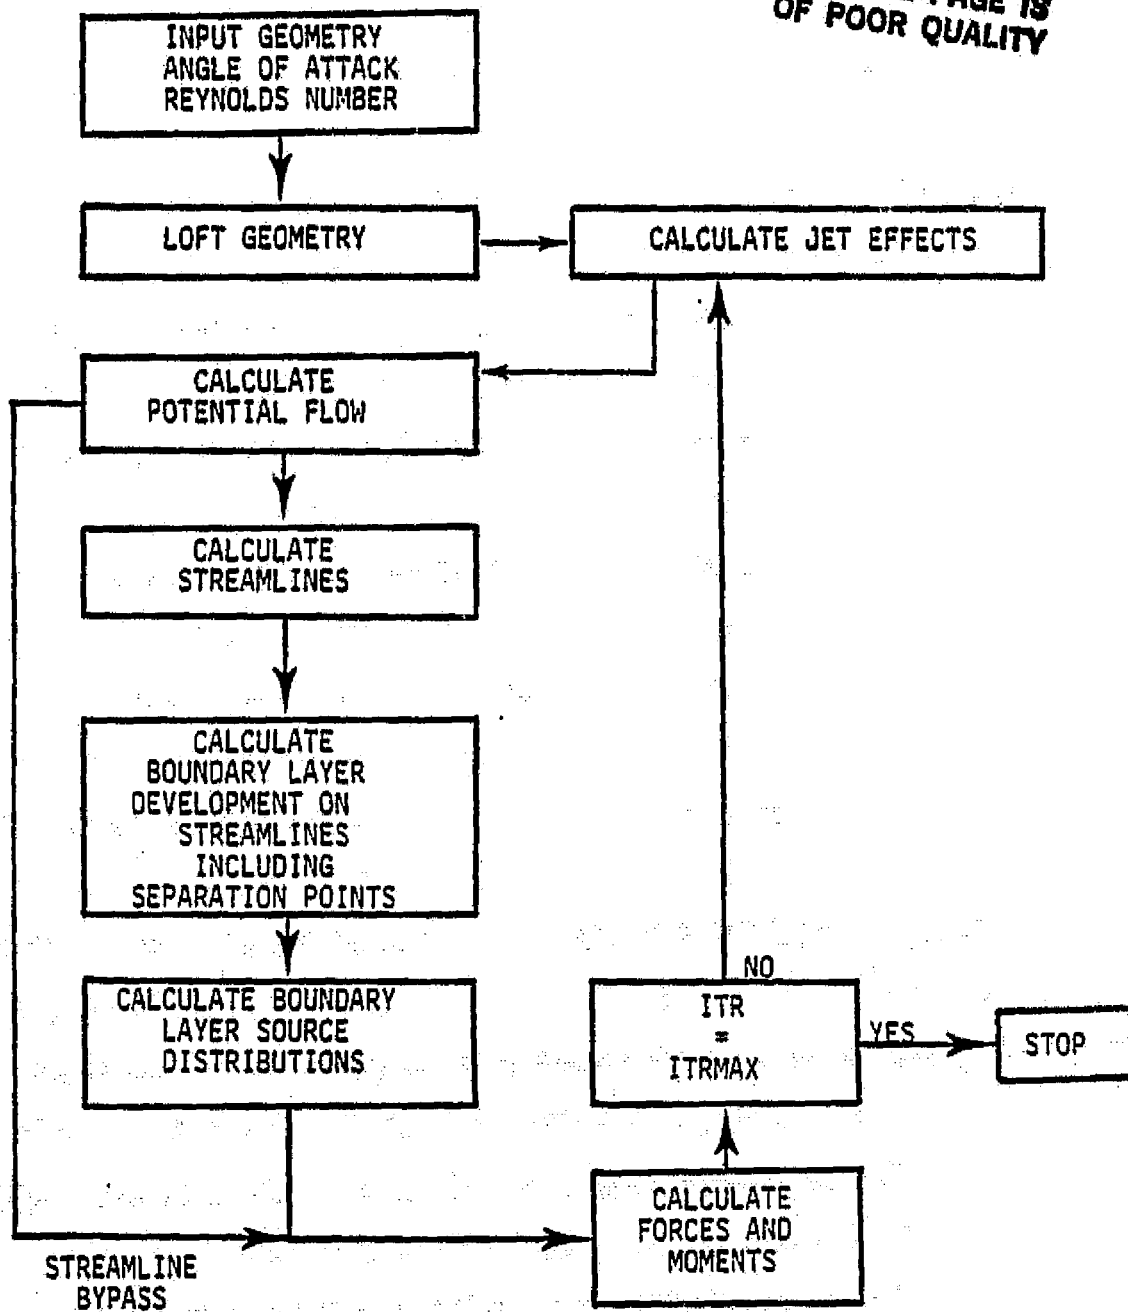 PAGE IS
OF POOR QUALITY
INPUT GEOMETRY
ANGLE OF ATTACK
REYNOLDS NUMBER
LOFT GEOMETRY
CALCULATE JET EFFECTS
CALCULATE
POTENTIAL FLOW
CALCULATE
STREAMLINES
CALCULATE
BOUNDARY LAYER
DEVELOPMENT ON
STREAMLINES
INCLUDING
SEPARATION POINTS
CALCULATE BOUNDARY
LAYER SOURCE
DISTRIBUTIONS
NO
ITR
=
ITRMAX
YES
STOP
CALCULATE
FORCES AND
MOMENTS
STREAMLINE
BYPASS